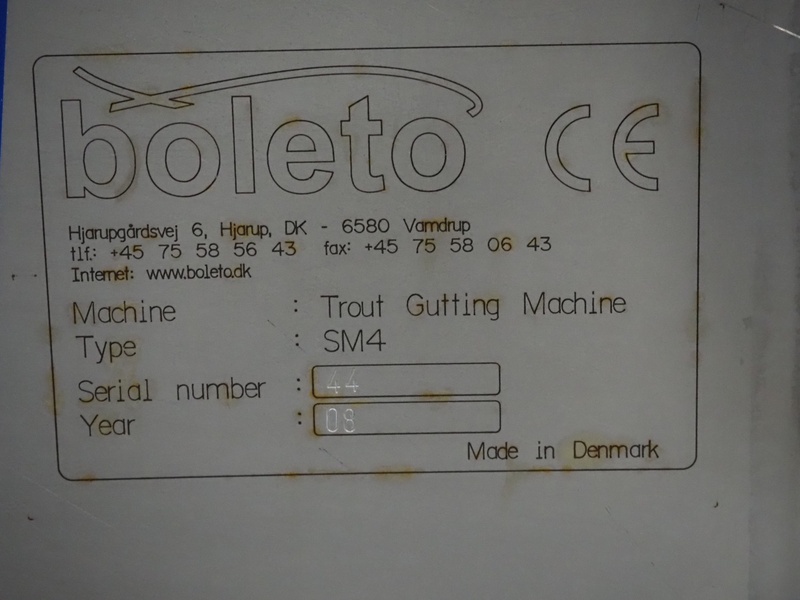 boleto CE
Hjarupgårdsvej 6, Hjarup, DK - 6580 Vamdrup
tlf.: +45 75 58 56 43 fax: +45 75 58 06 43
Internet: www.boleto.dk
Machine : Trout Gutting Machine
Type : SM4
Serial number : 44
Year : 08
Made in Denmark